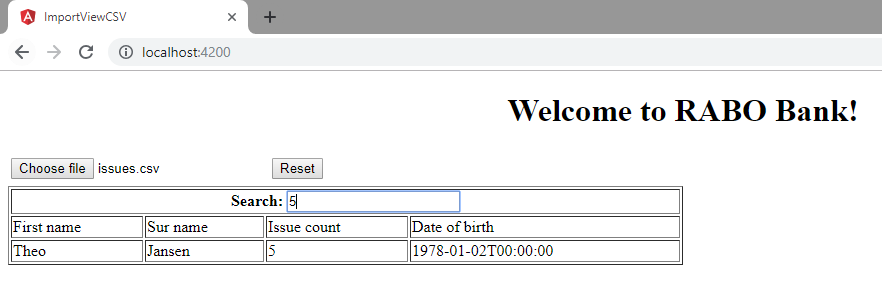 ImportViewCSV
localhost:4200
Welcome to RABO Bank!
Choose file issues.csv Reset
Search: 5
First name Sur name Issue count Date of birth
Theo Jansen 5 1978-01-02T00:00:00